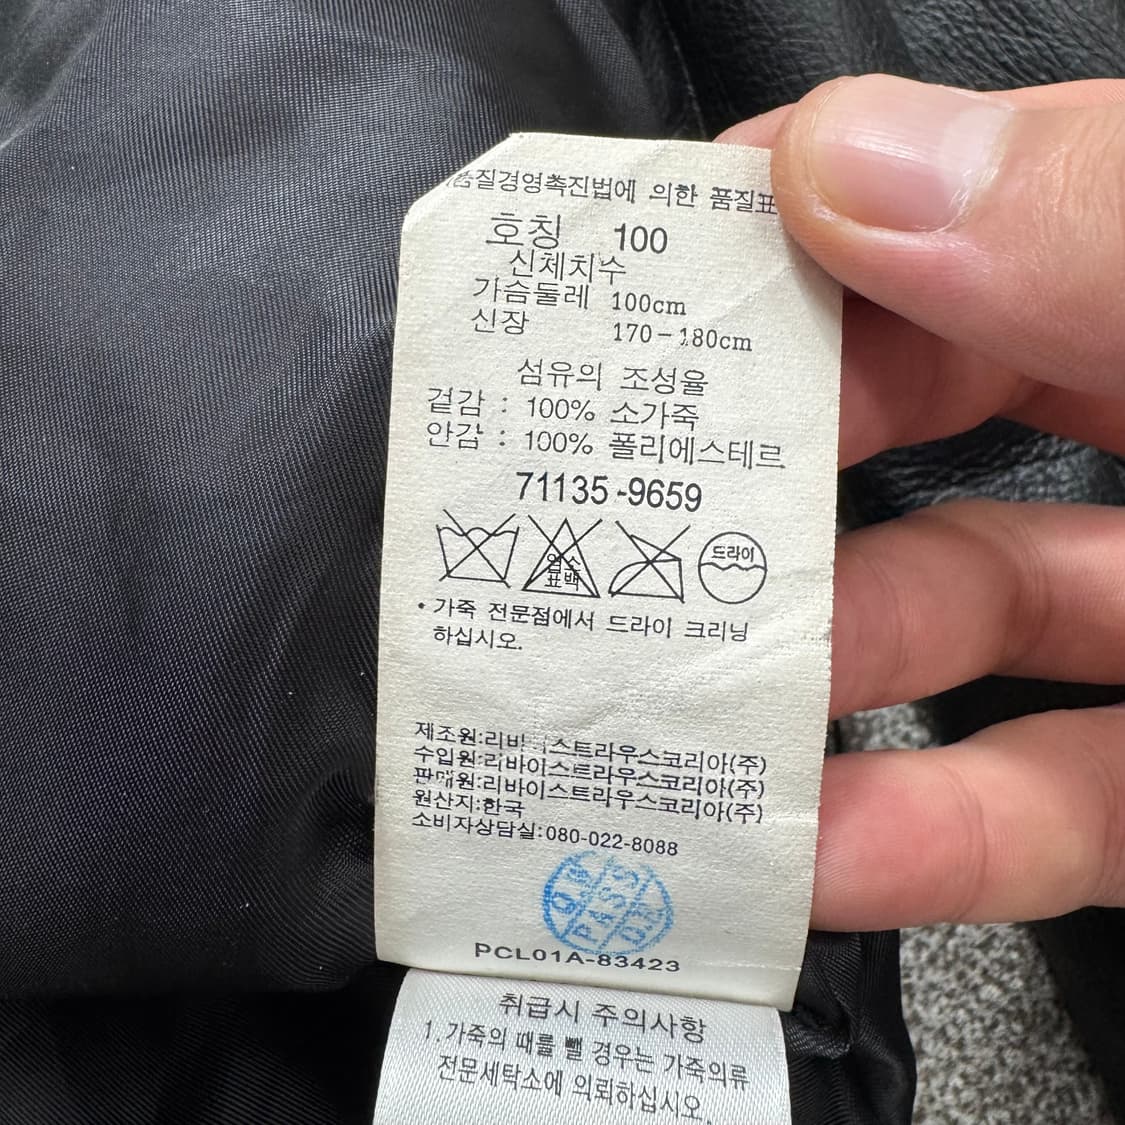 품질경영촉진법에 의한 품질표
호칭 100
신체치수
가슴둘레 100cm
신장 170-180cm
섬유의 조성율
겉감 : 100% 소가죽
안감 : 100% 폴리에스테르
71135-9659
염소
표백
드라이
• 가죽 전문점에서 드라이 크리닝
하십시오.
제조원:리바이스트라우스코리아(주)
수입원:리바이스트라우스코리아(주)
판매원:리바이스트라우스코리아(주)
원산지:한국
소비자상담실:080-022-8088
PASS
PCL01A-83423
취급시 주의사항
1.가죽의 때를 뺄 경우는 가죽의류
전문세탁소에 의뢰하십시오.